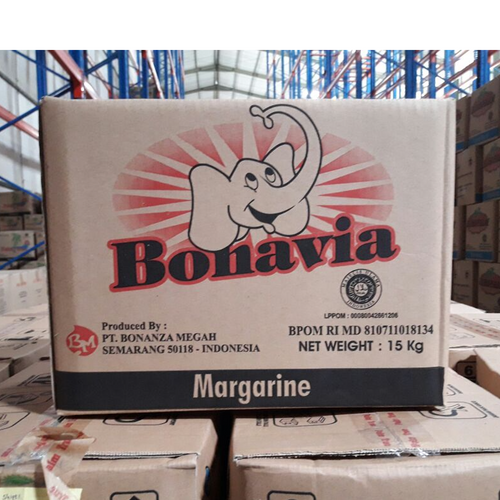 Bonavia
LPPOM : 00080042661206
Produced By :
PT. BONANZA MEGAH
SEMARANG 50118 - INDONESIA
BM
BPOM RI MD 810711018134
NET WEIGHT : 15 Kg
Margarine